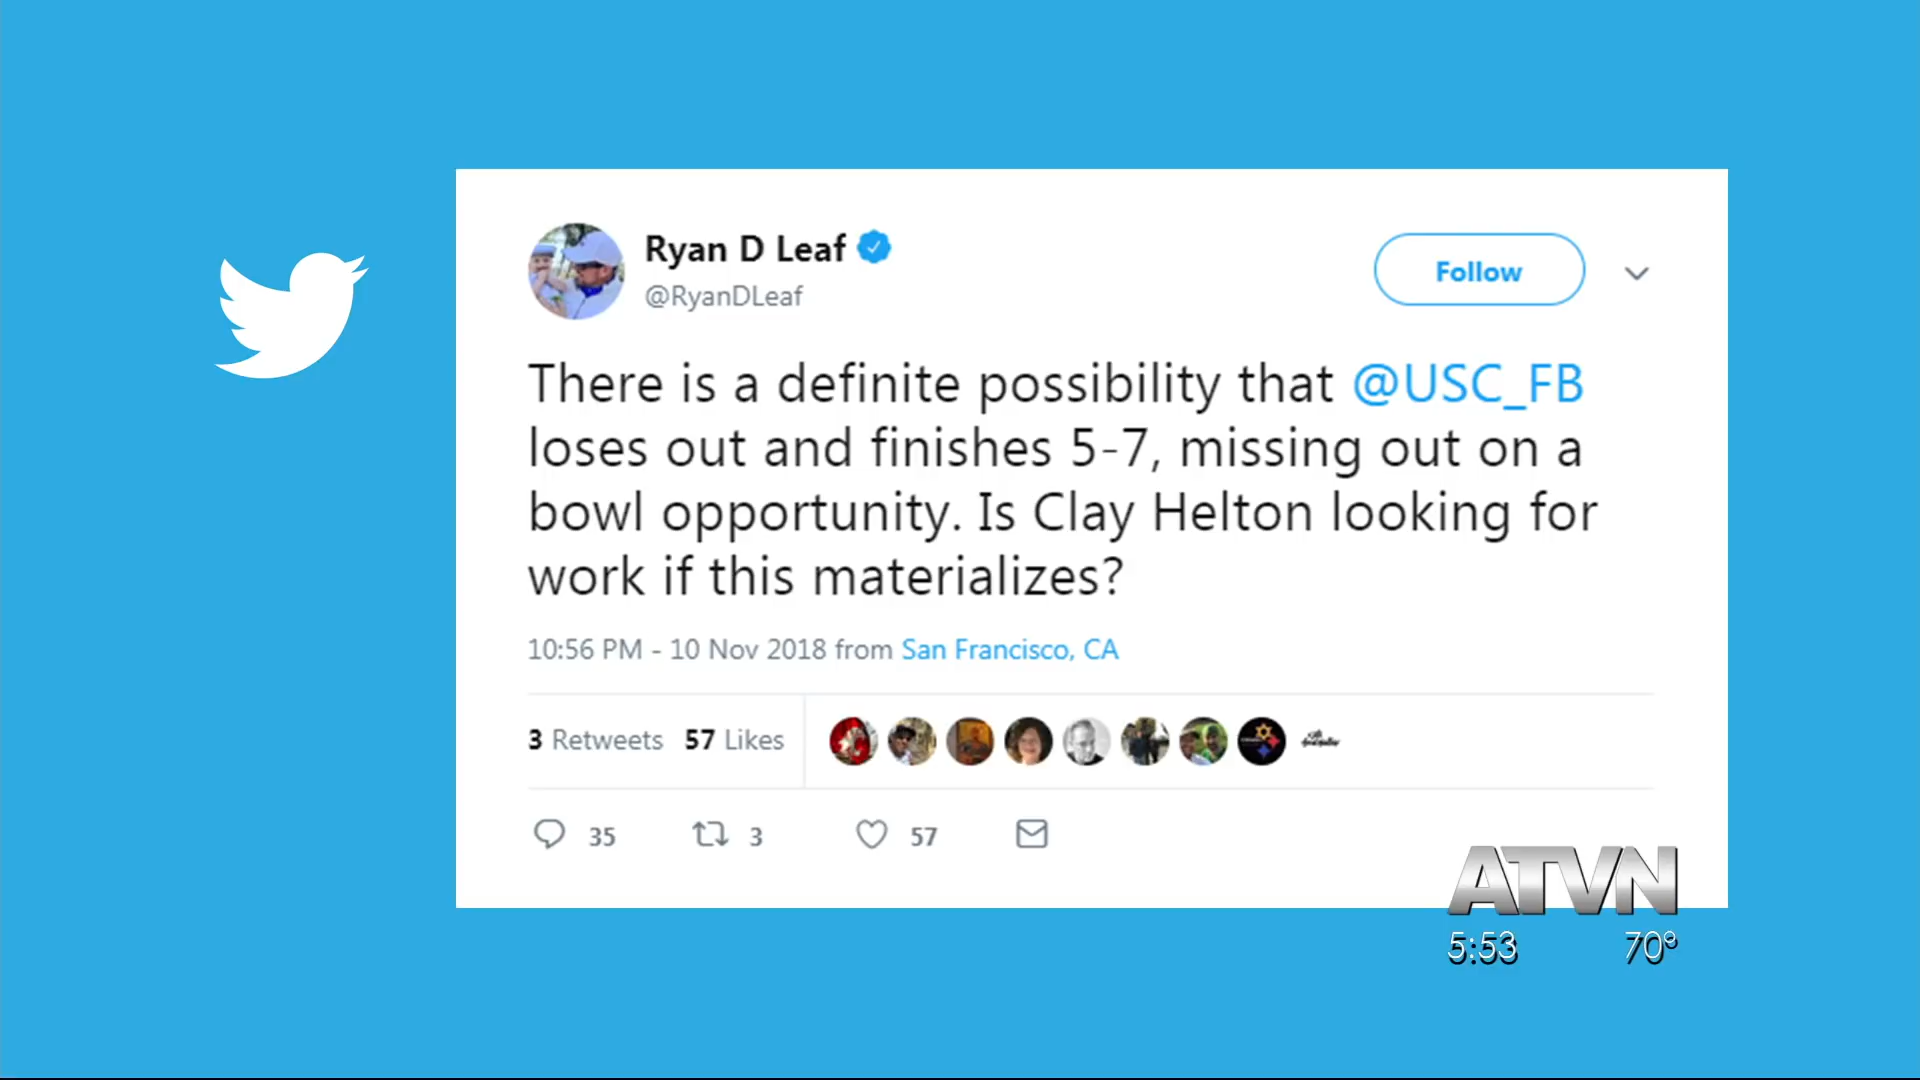 Ryan D Leaf
@RyanDLeaf
Follow
There is a definite possibility that @USC_FB
loses out and finishes 5-7, missing out on a
bowl opportunity. Is Clay Helton looking for
work if this materializes?
10:56 PM - 10 Nov 2018 from San Francisco, CA
3 Retweets 57 Likes
35 3 57
ATVN
5:53 70°